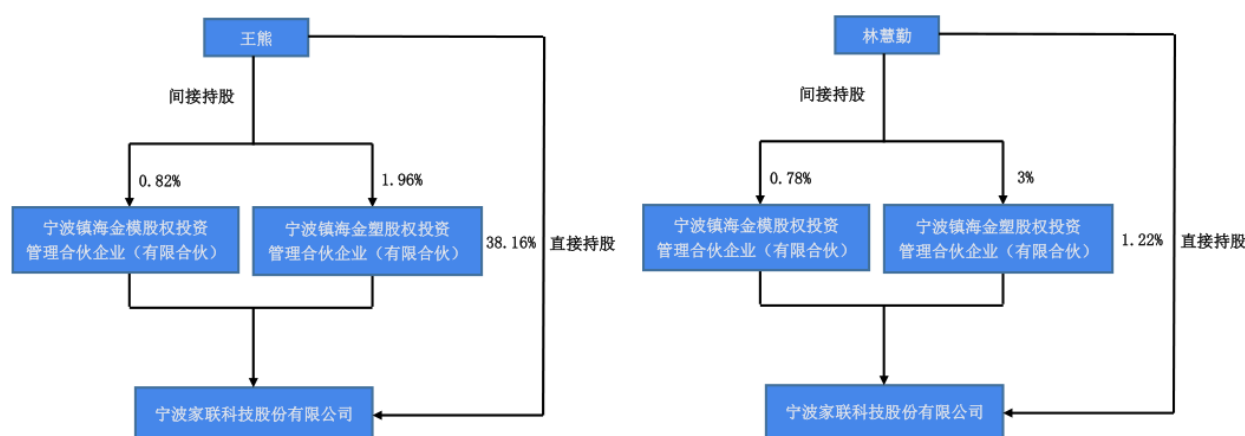 王熊
间接持股
0.82%
1.96%
宁波镇海金模股权投资
管理合伙企业（有限合伙）
宁波镇海金塑股权投资
管理合伙企业（有限合伙）
38.16%
直接持股
宁波家联科技股份有限公司
林慧勤
间接持股
0.78%
3%
宁波镇海金模股权投资
管理合伙企业（有限合伙）
宁波镇海金塑股权投资
管理合伙企业（有限合伙）
1.22%
直接持股
宁波家联科技股份有限公司